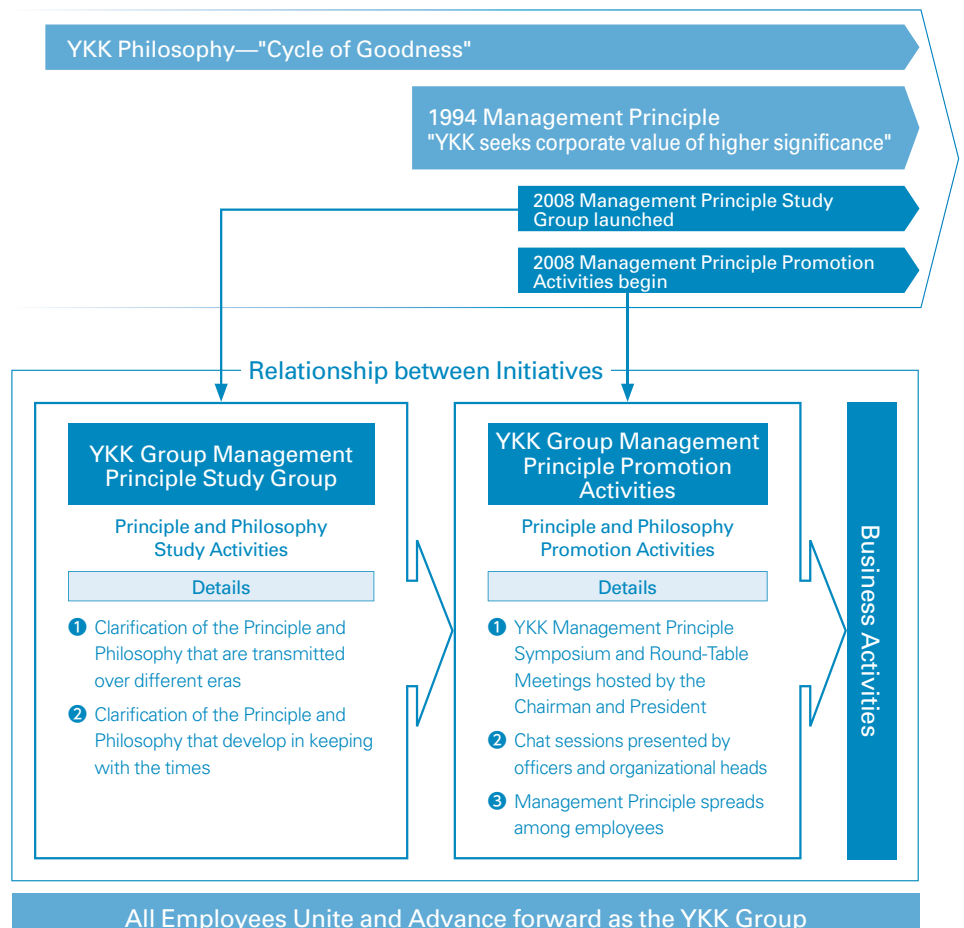 YKK Philosophy—"Cycle of Goodness"
1994 Management Principle
"YKK seeks corporate value of higher significance"
2008 Management Principle Study
Group launched
2008 Management Principle Promotion
Activities begin
Relationship between Initiatives
YKK Group Management
Principle Study Group
Principle and Philosophy
Study Activities
Details
❶ Clarification of the Principle and
Philosophy that are transmitted
over different eras
❷ Clarification of the Principle and
Philosophy that develop in keeping
with the times
YKK Group Management
Principle Promotion
Activities
Principle and Philosophy
Promotion Activities
Details
❶ YKK Management Principle
Symposium and Round-Table
Meetings hosted by the
Chairman and President
❷ Chat sessions presented by
officers and organizational heads
❸ Management Principle spreads
among employees
Business Activities
All Employees Unite and Advance forward as the YKK Group